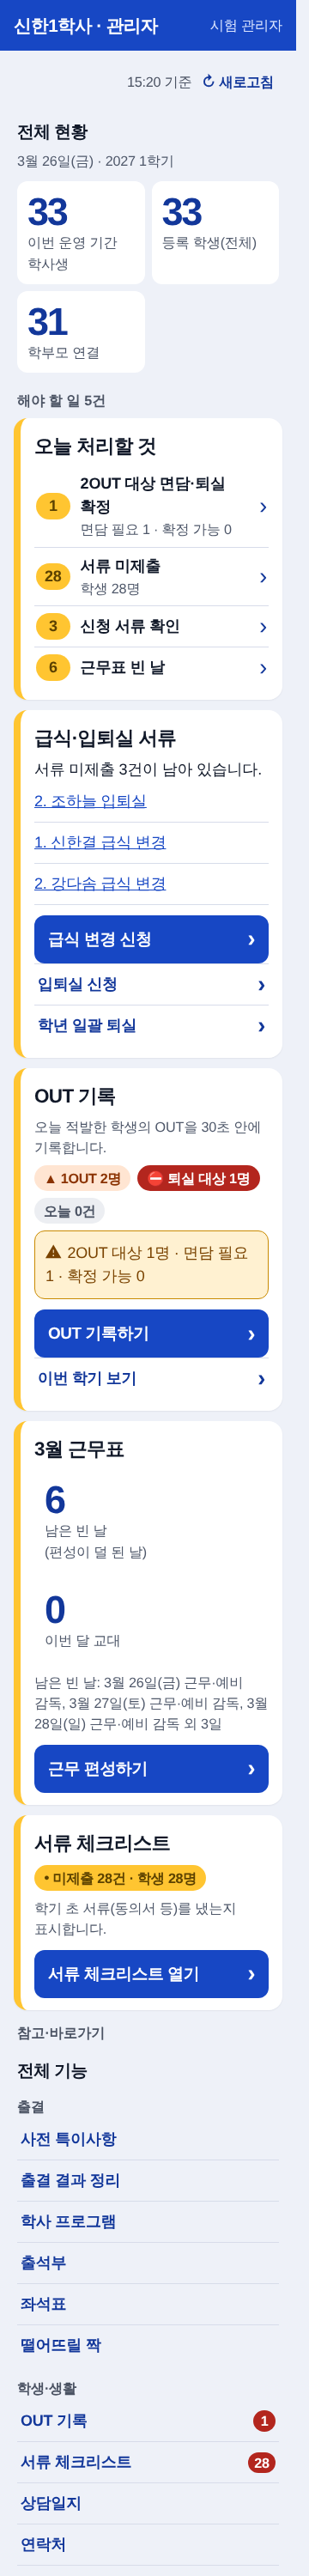 신한1학사 · 관리자
시험 관리자
15:20 기준 ↻ 새로고침
전체 현황
3월 26일(금) · 2027 1학기
33
이번 운영 기간
학사생
33
등록 학생(전체)
31
학부모 연결
해야 할 일 5건
오늘 처리할 것
1
2OUT 대상 면담·퇴실
확정
면담 필요 1 · 확정 가능 0
›
28
서류 미제출
학생 28명
›
3 신청 서류 확인 ›
6 근무표 빈 날 ›
급식·입퇴실 서류
서류 미제출 3건이 남아 있습니다.
2. 조하늘 입퇴실
1. 신한결 급식 변경
2. 강다솜 급식 변경
급식 변경 신청 ›
입퇴실 신청 ›
학년 일괄 퇴실 ›
OUT 기록
오늘 적발한 학생의 OUT을 30초 안에
기록합니다.
▲ 1OUT 2명 ⛔ 퇴실 대상 1명
오늘 0건
⚠ 2OUT 대상 1명 · 면담 필요
1 · 확정 가능 0
OUT 기록하기 ›
이번 학기 보기 ›
3월 근무표
6
남은 빈 날
(편성이 덜 된 날)
0
이번 달 교대
남은 빈 날: 3월 26일(금) 근무·예비
감독, 3월 27일(토) 근무·예비 감독, 3월
28일(일) 근무·예비 감독 외 3일
근무 편성하기 ›
서류 체크리스트
• 미제출 28건 · 학생 28명
학기 초 서류(동의서 등)를 냈는지
표시합니다.
서류 체크리스트 열기 ›
참고·바로가기
전체 기능
출결
사전 특이사항
출결 결과 정리
학사 프로그램
출석부
좌석표
떨어뜨릴 짝
학생·생활
OUT 기록 1
서류 체크리스트 28
상담일지
연락처